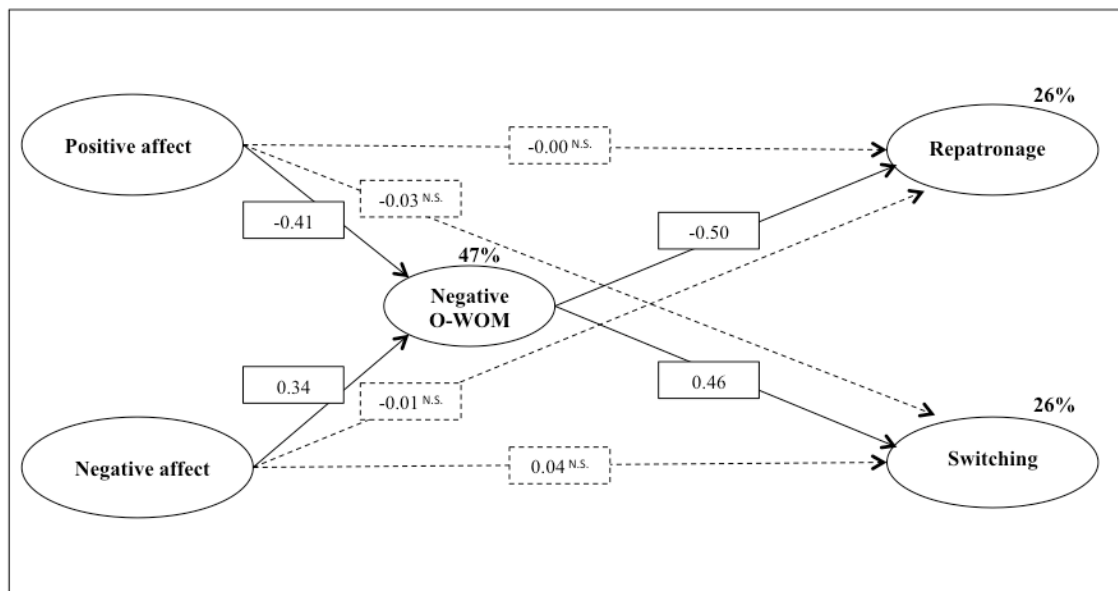 26%
Positive affect
-0.00 N.S.
Repatronage
-0.03 N.S.
-0.41
-0.50
47%
Negative
O-WOM
0.34
-0.01 N.S.
0.46
26%
Negative affect
0.04 N.S.
Switching